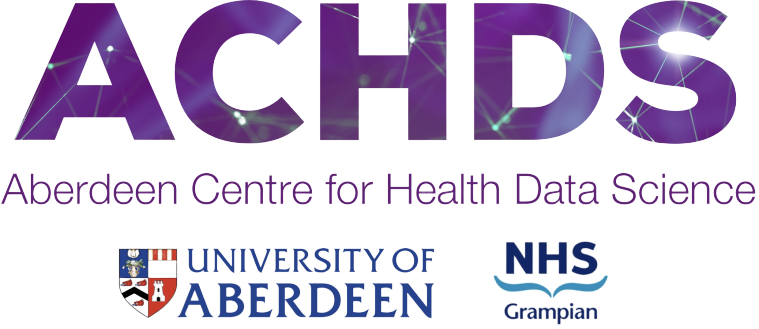 ACHDS
Aberdeen Centre for Health Data Science
UNIVERSITY OF
ABERDEEN
NHS
Grampian